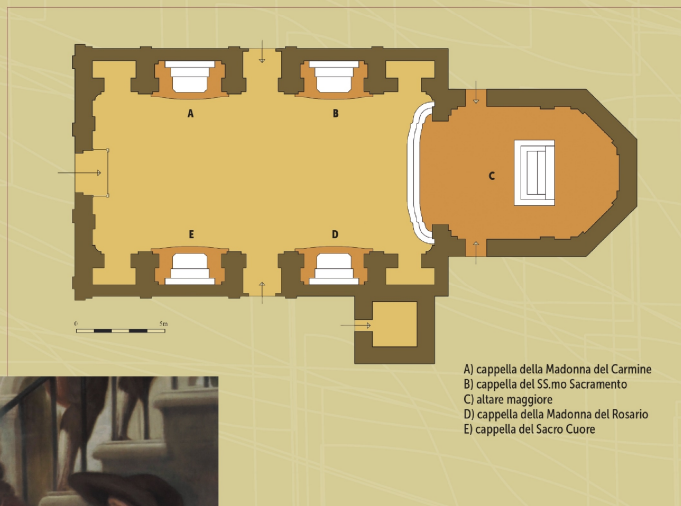 A
B
C
E
D
0 5m
A) cappella della Madonna del Carmine
B) cappella del SS.mo Sacramento
C) altare maggiore
D) cappella della Madonna del Rosario
E) cappella del Sacro Cuore